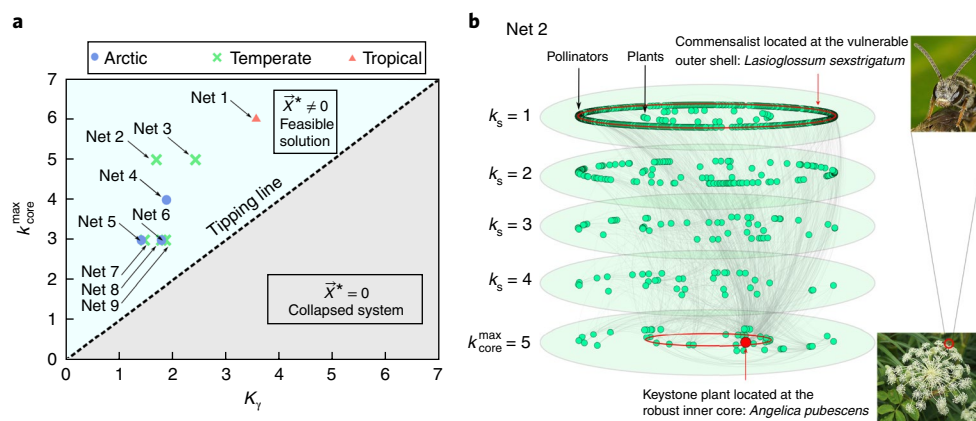 a
Arctic
Temperate
Tropical
7
6
5
4
3
2
1
0
k_core^max
Net 1
Net 2
Net 3
Net 4
Net 5
Net 6
Net 7
Net 8
Net 9
X⃗* ≠ 0
Feasible
solution
Tipping line
X⃗* = 0
Collapsed system
0
1
2
3
4
5
6
7
K_γ
b
Net 2
Commensalist located at the vulnerable
outer shell: Lasioglossum sexstrigatum
Pollinators
Plants
k_s = 1
k_s = 2
k_s = 3
k_s = 4
k_core^max = 5
Keystone plant located at the
robust inner core: Angelica pubescens